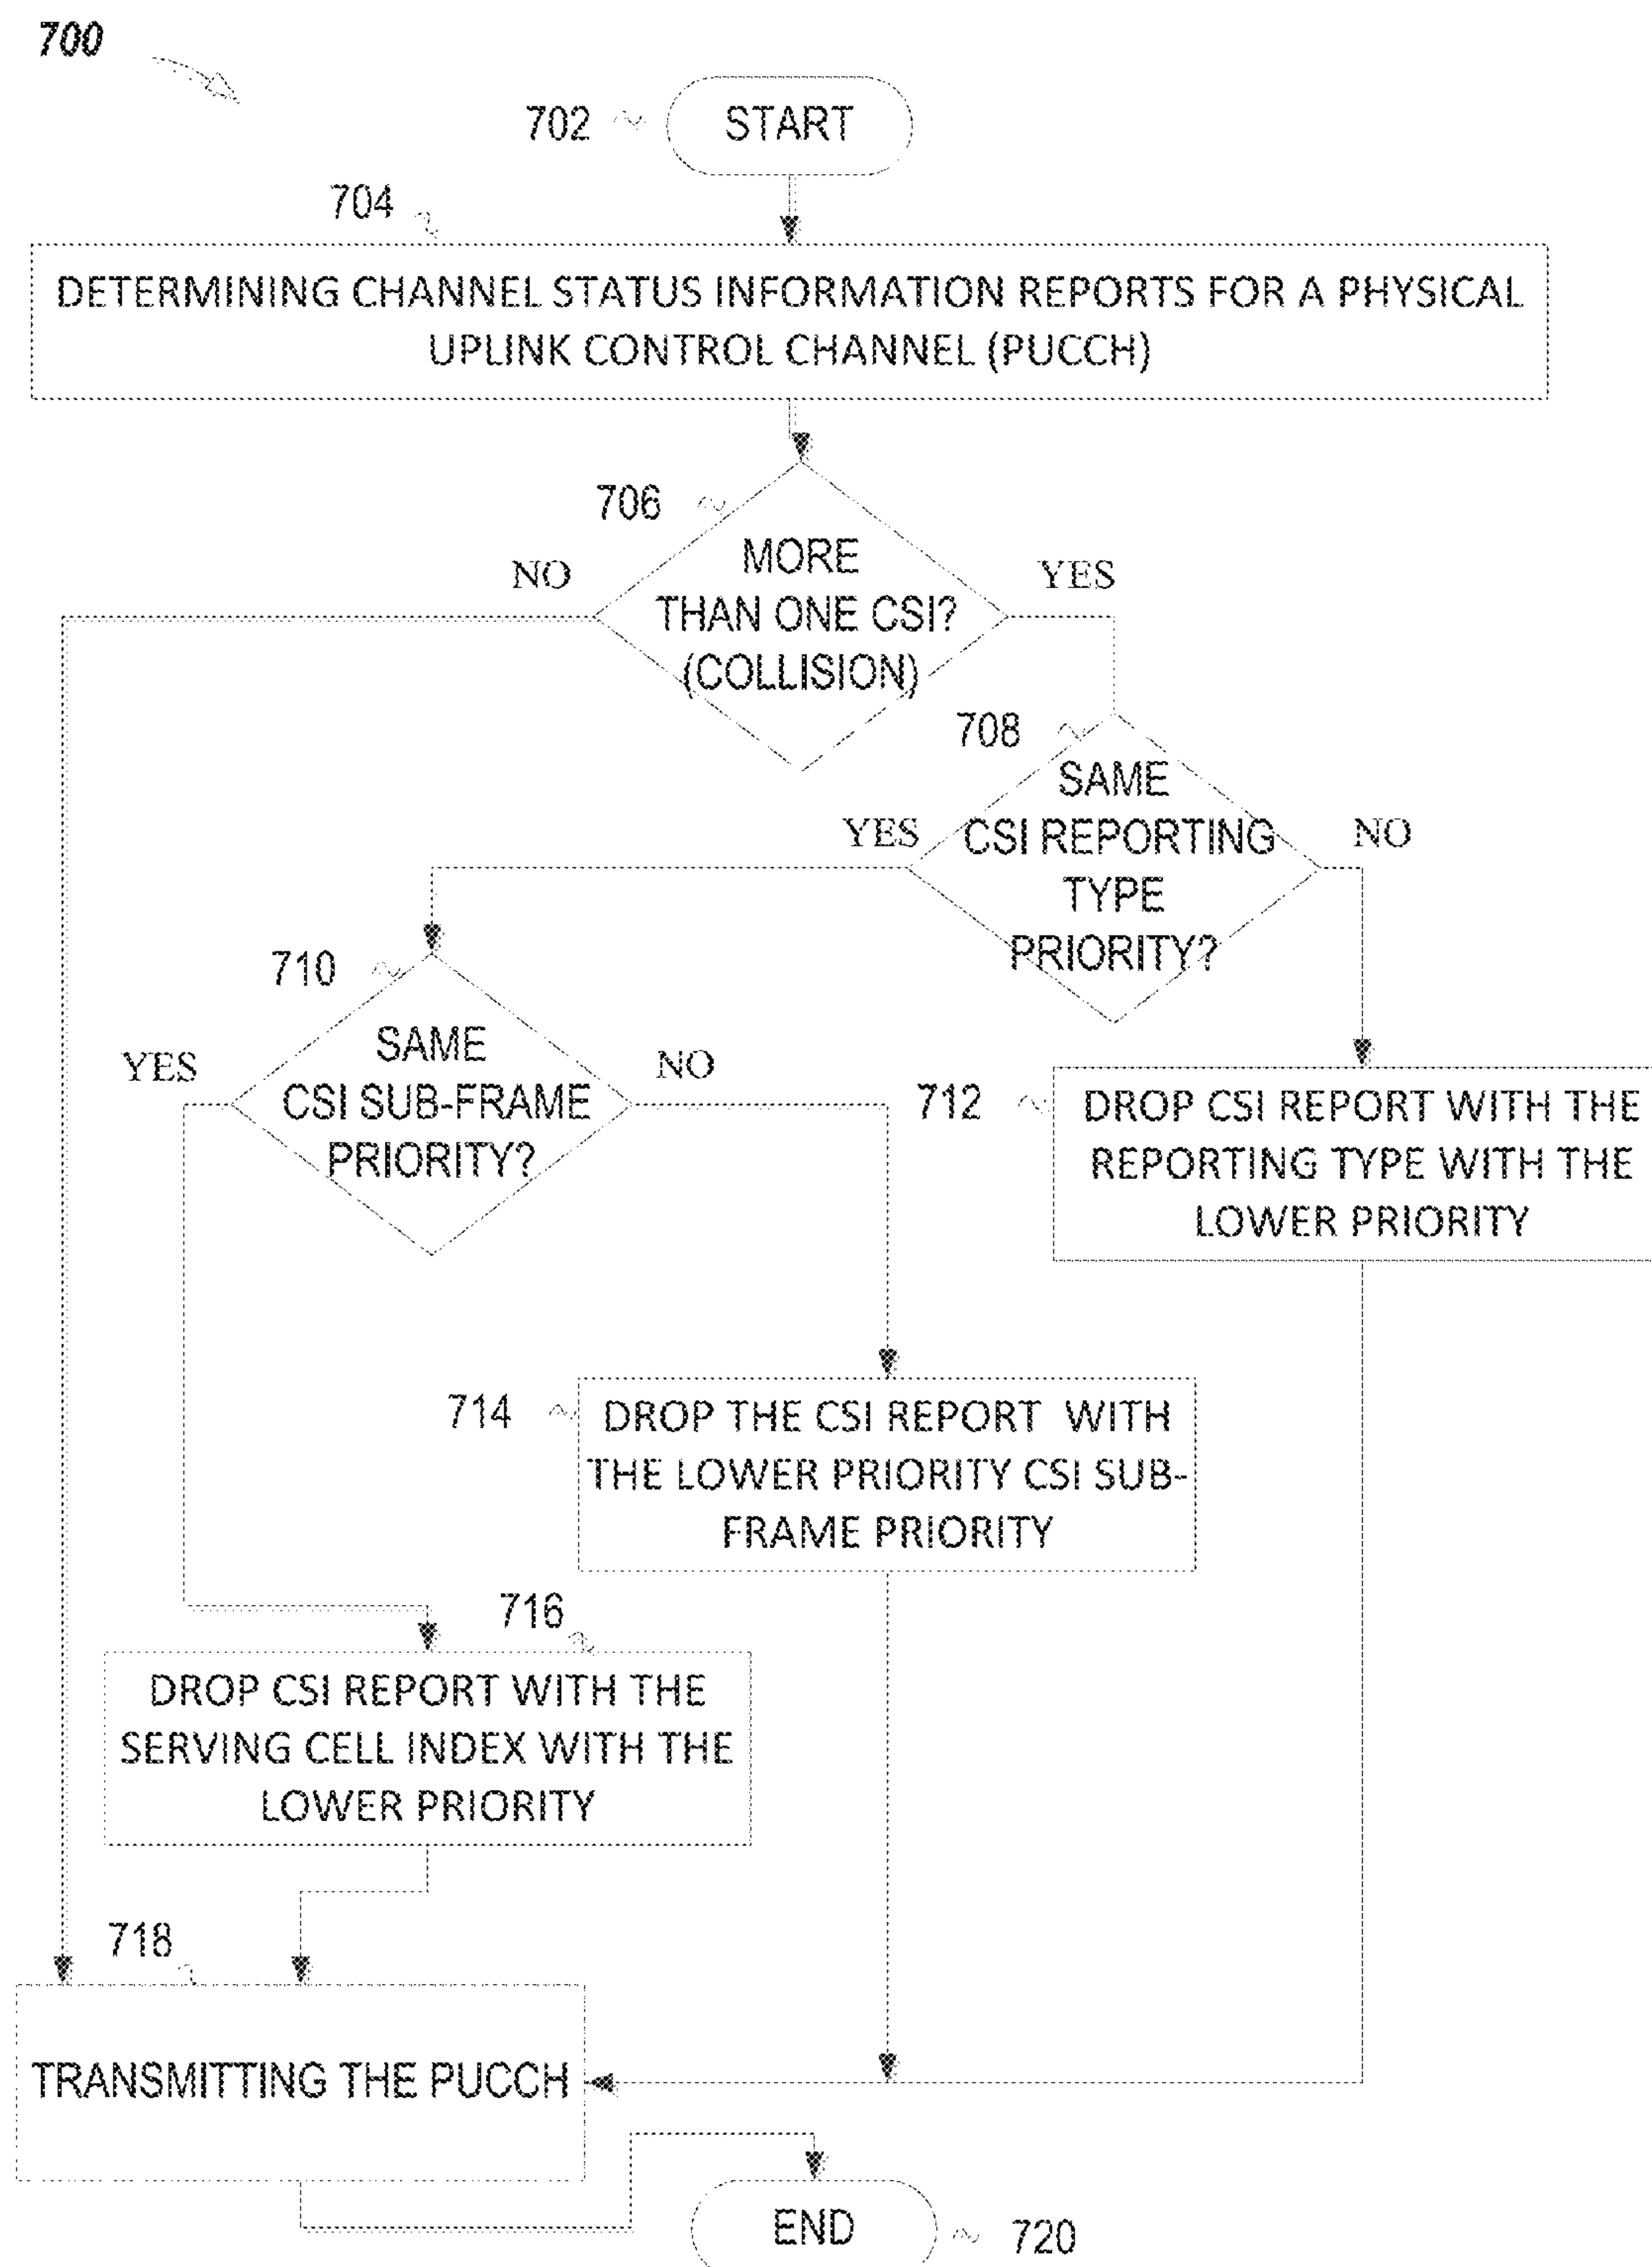 700
702
START
704
DETERMINING CHANNEL STATUS INFORMATION REPORTS FOR A PHYSICAL
UPLINK CONTROL CHANNEL (PUCCH)
706
NO
MORE
THAN ONE CSI?
(COLLISION)
YES
708
YES
SAME
CSI REPORTING
TYPE
PRIORITY?
NO
710
YES
SAME
CSI SUB-FRAME
PRIORITY?
NO
712
DROP CSI REPORT WITH THE
REPORTING TYPE WITH THE
LOWER PRIORITY
714
DROP THE CSI REPORT WITH
THE LOWER PRIORITY CSI SUB-
FRAME PRIORITY
716
DROP CSI REPORT WITH THE
SERVING CELL INDEX WITH THE
LOWER PRIORITY
718
TRANSMITTING THE PUCCH
END
720